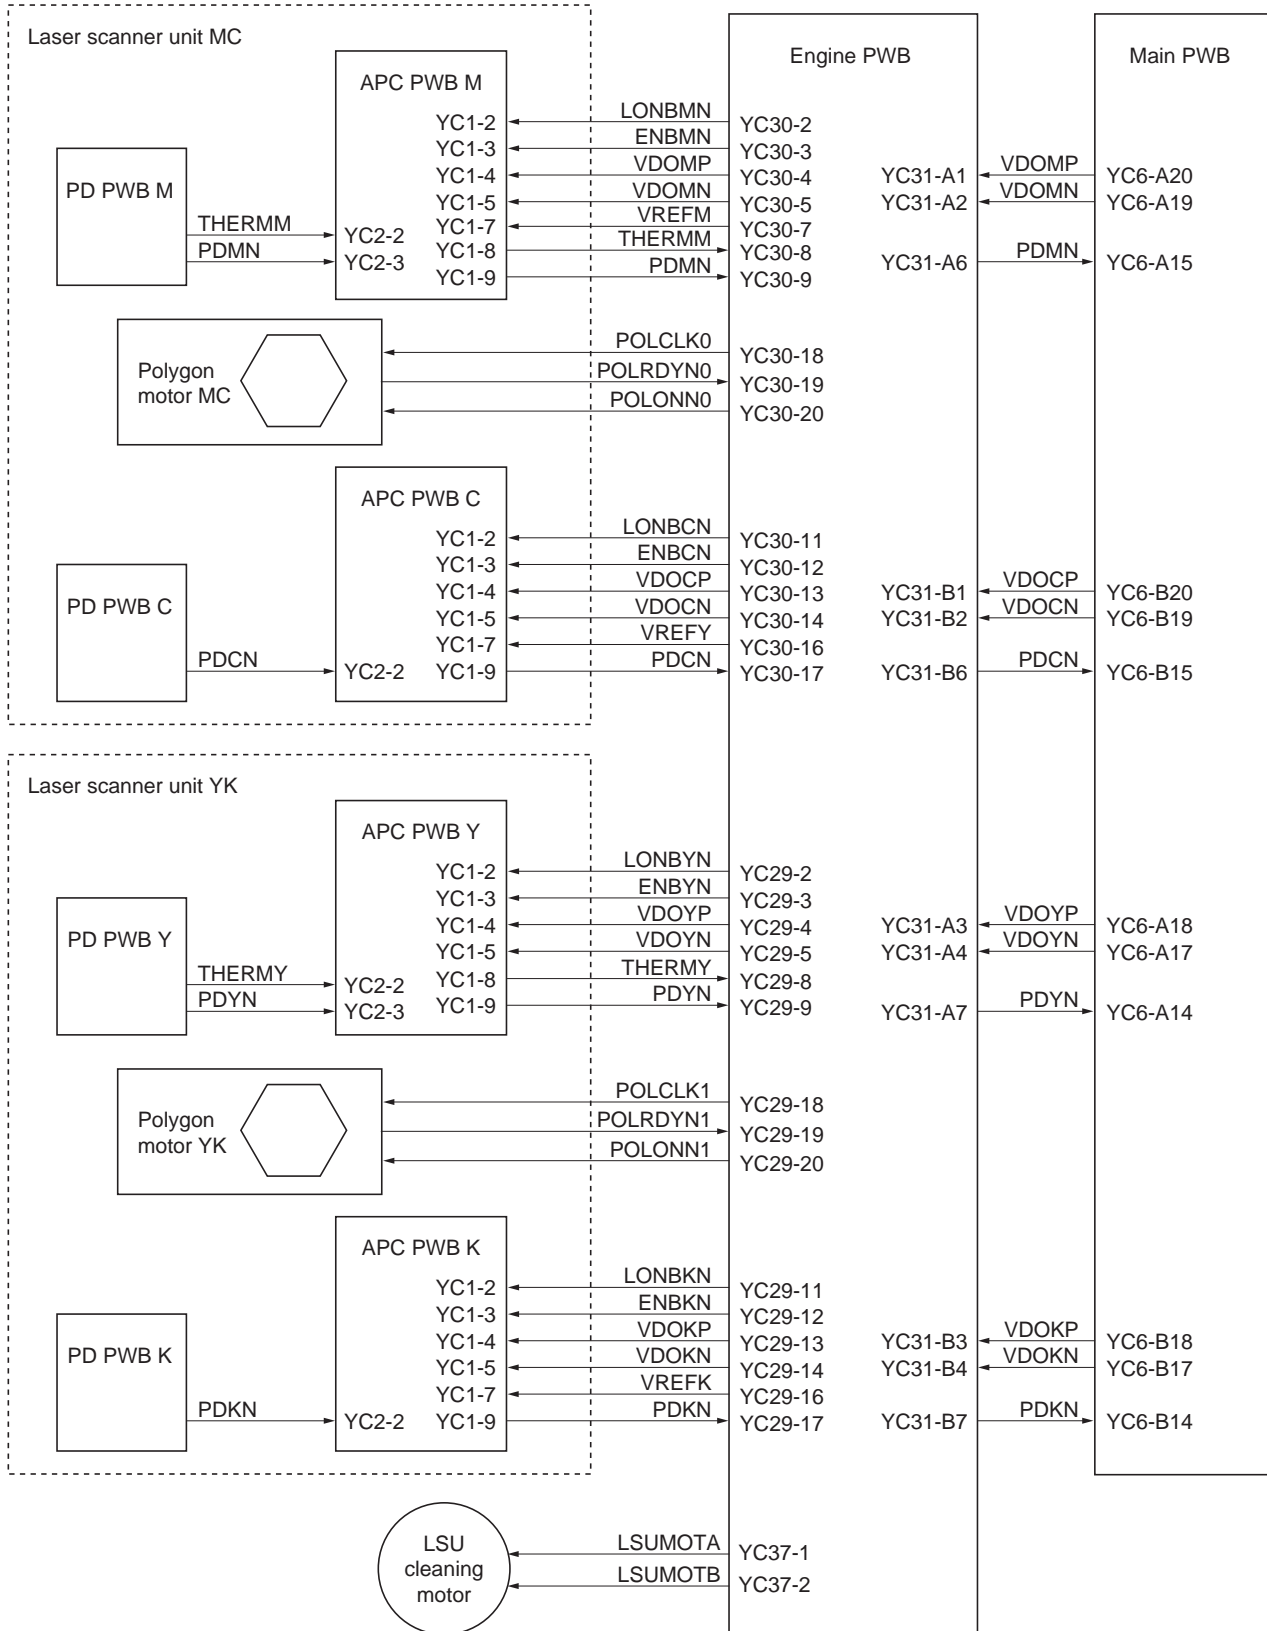 Laser scanner unit MC
Engine PWB
Main PWB
APC PWB M
YC1-2 LONBMN YC30-2
YC1-3 ENBMN YC30-3
YC1-4 VDOMP YC30-4 YC31-A1 VDOMP YC6-A20
YC1-5 VDOMN YC30-5 YC31-A2 VDOMN YC6-A19
YC1-7 VREFM YC30-7
PD PWB M
THERMM YC2-2 YC1-8 THERMM YC30-8
PDMN YC2-3 YC1-9 PDMN YC30-9 YC31-A6 PDMN YC6-A15
Polygon
motor MC
POLCLK0 YC30-18
POLRDYN0 YC30-19
POLONN0 YC30-20
APC PWB C
YC1-2 LONBCN YC30-11
YC1-3 ENBCN YC30-12
YC1-4 VDOCP YC30-13 YC31-B1 VDOCP YC6-B20
PD PWB C
YC1-5 VDOCN YC30-14 YC31-B2 VDOCN YC6-B19
YC1-7 VREFY YC30-16
PDCN YC2-2 YC1-9 PDCN YC30-17 YC31-B6 PDCN YC6-B15
Laser scanner unit YK
APC PWB Y
YC1-2 LONBYN YC29-2
YC1-3 ENBYN YC29-3
YC1-4 VDOYP YC29-4 YC31-A3 VDOYP YC6-A18
PD PWB Y
YC1-5 VDOYN YC29-5 YC31-A4 VDOYN YC6-A17
THERMY YC2-2 YC1-8 THERMY YC29-8
PDYN YC2-3 YC1-9 PDYN YC29-9 YC31-A7 PDYN YC6-A14
Polygon
motor YK
POLCLK1 YC29-18
POLRDYN1 YC29-19
POLONN1 YC29-20
APC PWB K
YC1-2 LONBKN YC29-11
YC1-3 ENBKN YC29-12
YC1-4 VDOKP YC29-13 YC31-B3 VDOKP YC6-B18
PD PWB K
YC1-5 VDOKN YC29-14 YC31-B4 VDOKN YC6-B17
YC1-7 VREFK YC29-16
PDKN YC2-2 YC1-9 PDKN YC29-17 YC31-B7 PDKN YC6-B14
LSU
cleaning
motor
LSUMOTA YC37-1
LSUMOTB YC37-2